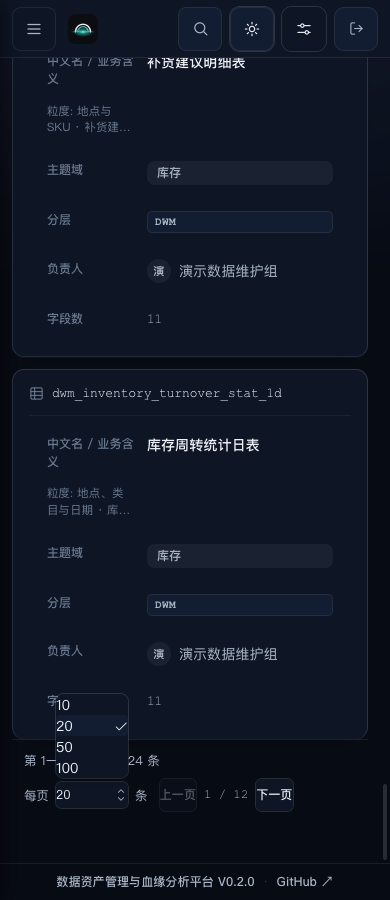 中文名 / 业务含
义
补货建议明细表
粒度: 地点与
SKU · 补货建…
主题域
库存
分层
DWM
负责人
演
演示数据维护组
字段数
11
dwm_inventory_turnover_stat_1d
中文名 / 业务含
义
库存周转统计日表
粒度: 地点、类
目与日期 · 库…
主题域
库存
分层
DWM
负责人
演
演示数据维护组
字
11
10
20
50
100
第 1—
24 条
每页
20
条
上一页
1 / 12
下一页
数据资产管理与血缘分析平台 V0.2.0 · GitHub ↗